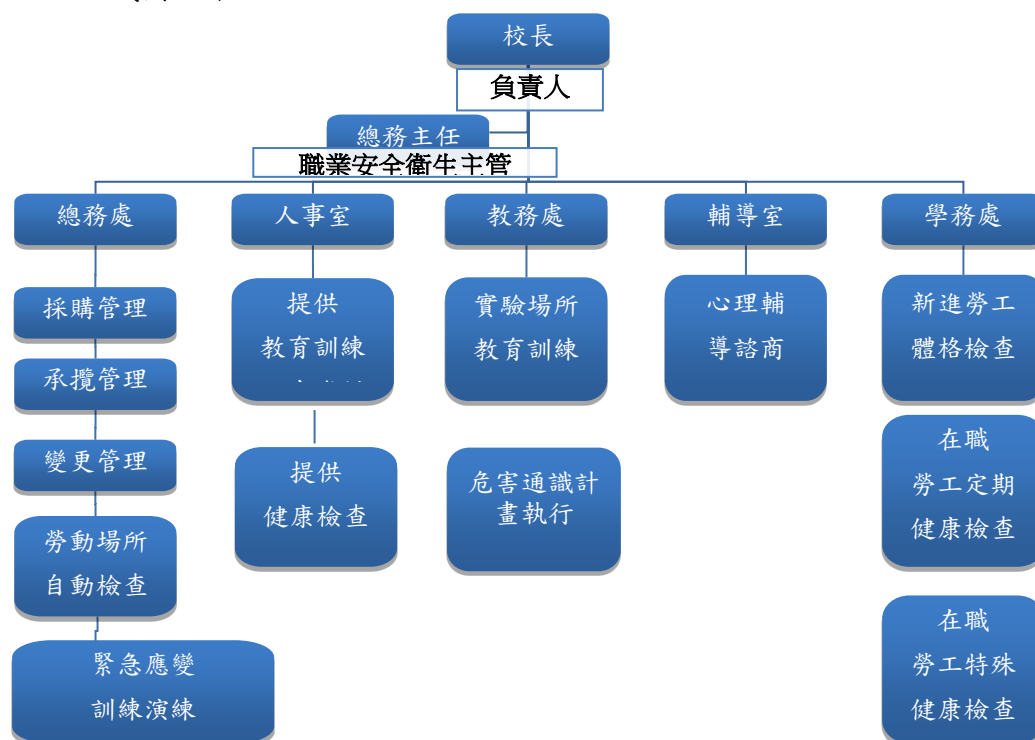 校長
負責人
總務主任
職業安全衛生主管
總務處
人事室
教務處
輔導室
學務處
採購管理
承攬管理
變更管理
勞動場所
自動檢查
緊急應變
訓練演練
提供
教育訓練
提供
健康檢查
實驗場所
教育訓練
危害通識計
畫執行
心理輔
導諮商
新進勞工
體格檢查
在職
勞工定期
健康檢查
在職
勞工特殊
健康檢查